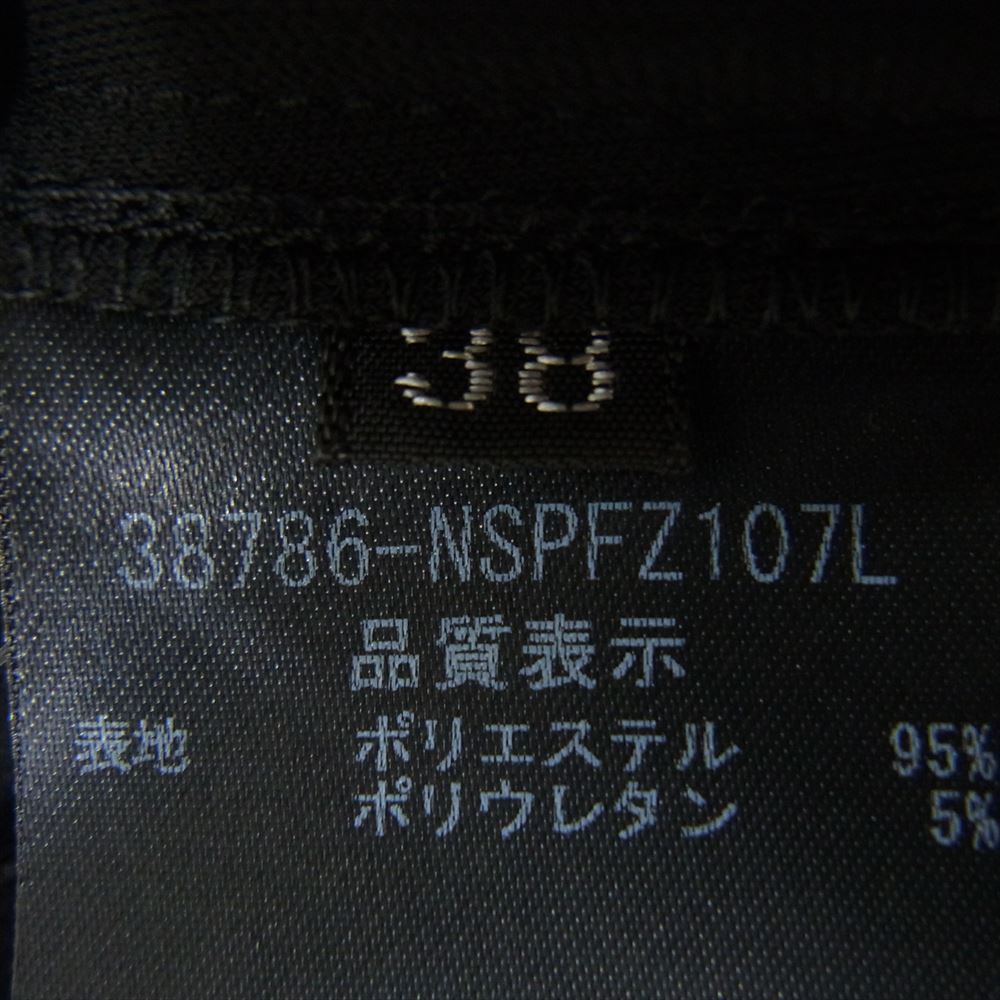 38
38786-NSPFZ107L
品質表示
表地 ポリエステル 95%
ポリウレタン 5%